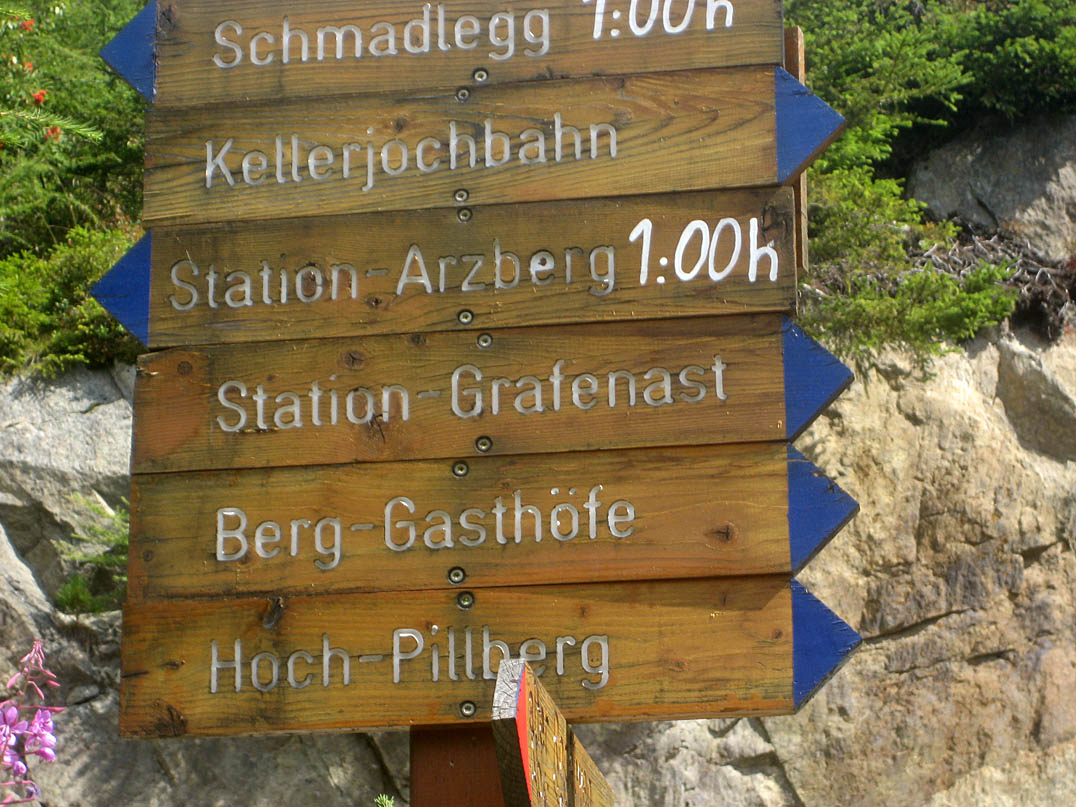 Schmadlegg 1:00h
Kellerjochbahn
Station-Arzberg 1:00h
Station-Grafenast
Berg-Gasthöfe
Hoch-Pillberg